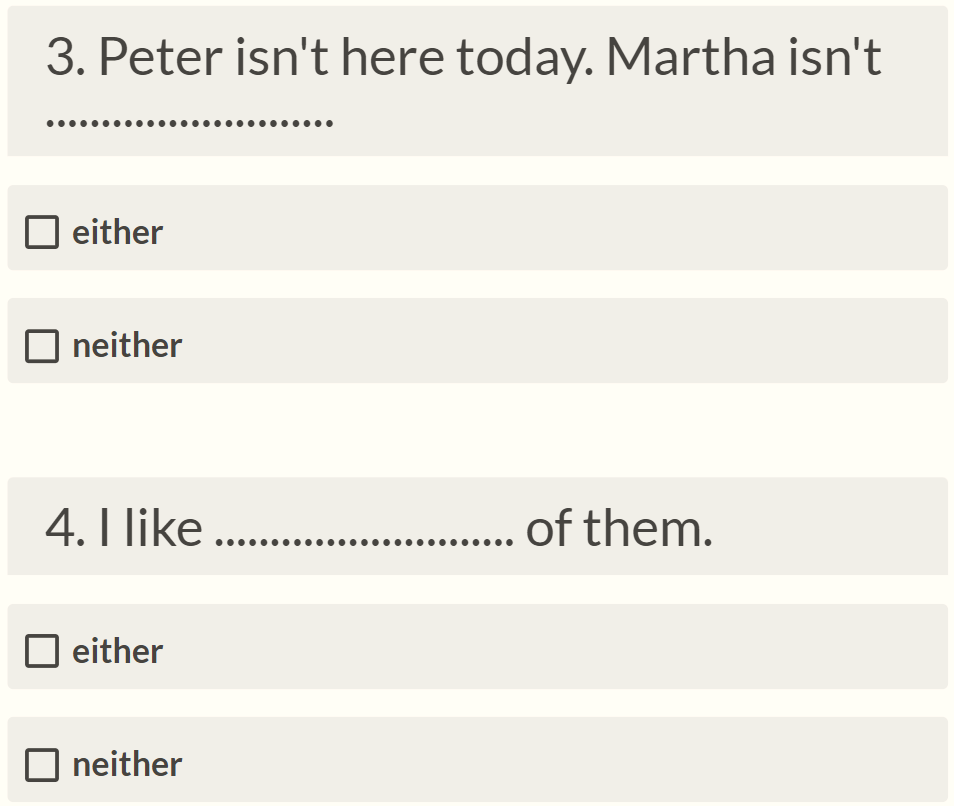 3. Peter isn't here today. Martha isn't
..........................
either
neither
4. I like ........................... of them.
either
neither